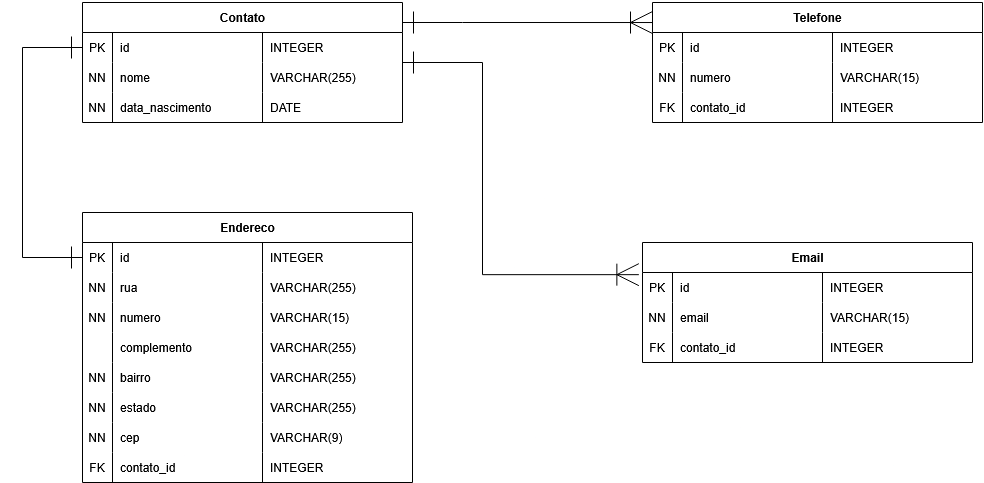 Contato
PK id INTEGER
NN nome VARCHAR(255)
NN data_nascimento DATE
Telefone
PK id INTEGER
NN numero VARCHAR(15)
FK contato_id INTEGER
Endereco
PK id INTEGER
NN rua VARCHAR(255)
NN numero VARCHAR(15)
complemento VARCHAR(255)
NN bairro VARCHAR(255)
NN estado VARCHAR(255)
NN cep VARCHAR(9)
FK contato_id INTEGER
Email
PK id INTEGER
NN email VARCHAR(15)
FK contato_id INTEGER